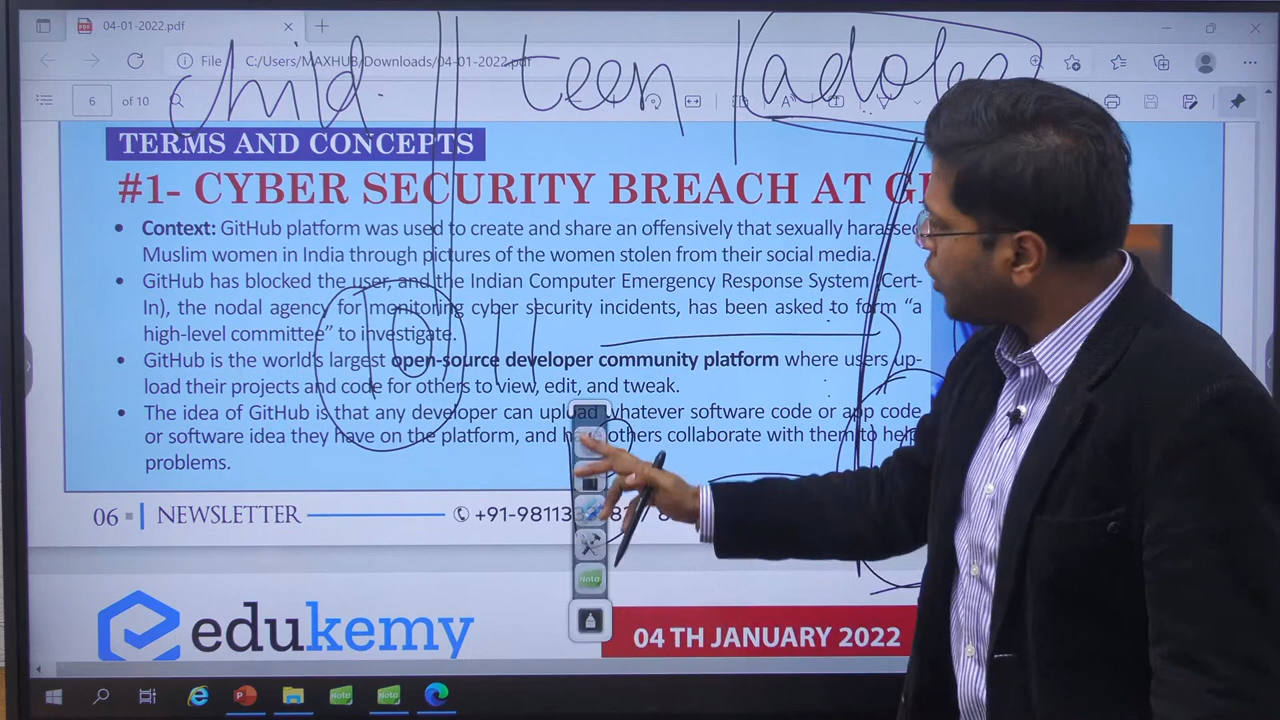 04-01-2022.pdf
File C:/Users/MAXHUB/Downloads/04-01-2022.pdf
child teen
6 of 10
TERMS AND CONCEPTS
#1- CYBER SECURITY BREACH AT
• Context: GitHub platform was used to create and share an offensively that sexually harassed
Muslim women in India through pictures of the women stolen from their social media.
• GitHub has blocked the user, and the Indian Computer Emergency Response System (Cert-
In), the nodal agency for monitoring cyber security incidents, has been asked to form “a
high-level committee” to investigate.
• GitHub is the world's largest open-source developer community platform where users up-
load their projects and code for others to view, edit, and tweak.
• The idea of GitHub is that any developer can upload whatever software code or app code
or software idea they have on the platform, and have others collaborate with them to help
problems.
06 NEWSLETTER +91-98113
Note
edukemy
04 TH JANUARY 2022
Note Note